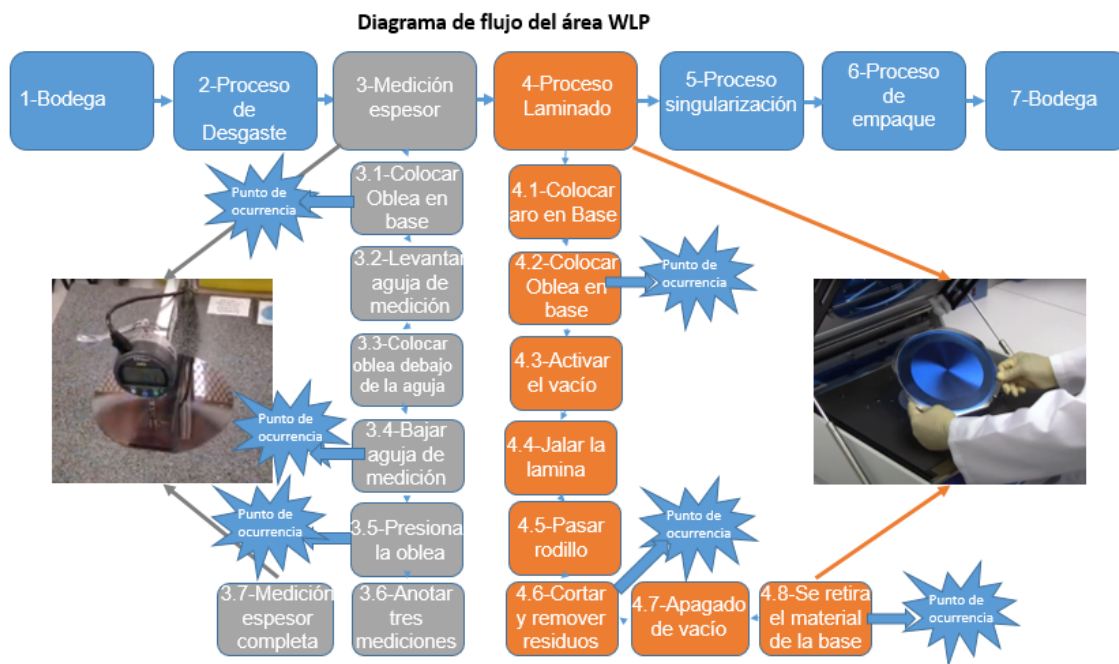 Diagrama de flujo del área WLP
1-Bodega
2-Proceso
de
Desgaste
3-Medición
espesor
4-Proceso
Laminado
5-Proceso
singularización
6-Proceso
de
empaque
7-Bodega
3.1-Colocar
Oblea en
base
Punto de
ocurrencia
3.2-Levantar
aguja de
medición
3.3-Colocar
oblea debajo
de la aguja
3.4-Bajar
aguja de
medición
Punto de
ocurrencia
3.5-Presiona
la oblea
Punto de
ocurrencia
3.6-Anotar
tres
mediciones
3.7-Medición
espesor
completa
4.1-Colocar
aro en Base
4.2-Colocar
Oblea en
base
Punto de
ocurrencia
4.3-Activar
el vacío
4.4-Jalar la
lamina
4.5-Pasar
rodillo
4.6-Cortar
y remover
residuos
Punto de
ocurrencia
4.7-Apagado
de vacío
4.8-Se retira
el material
de la base
Punto de
ocurrencia